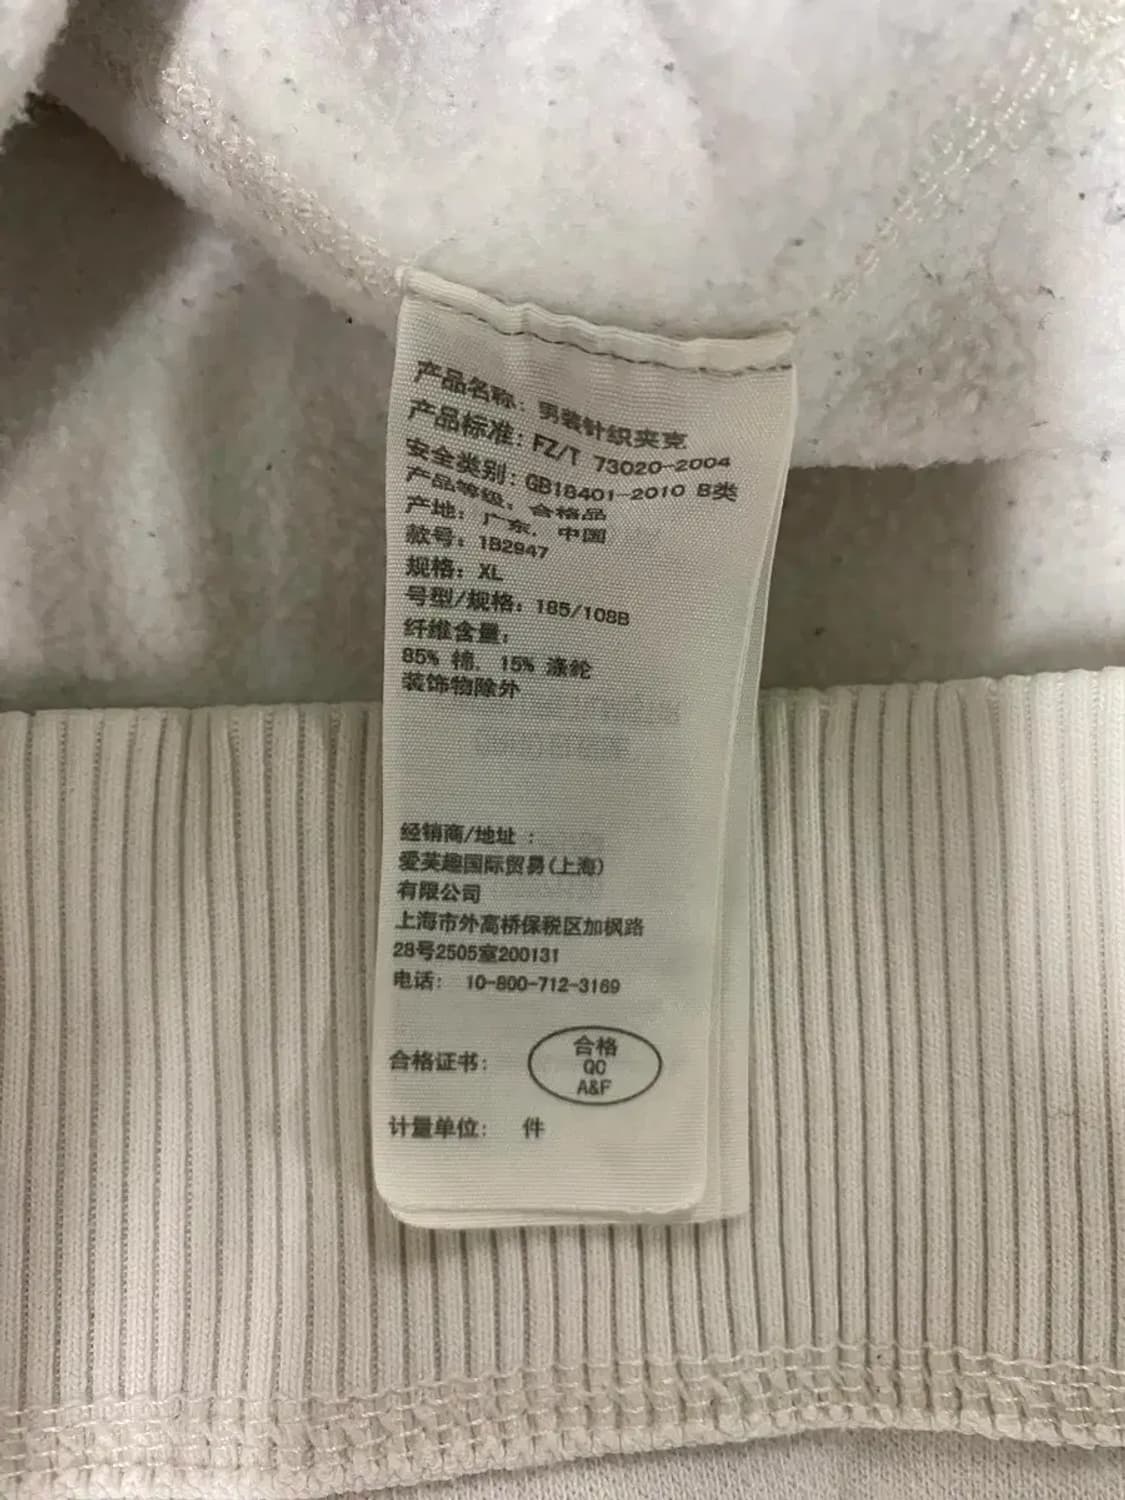 产品名称：男装针织夹克
产品标准：FZ/T 73020-2004
安全类别：GB18401-2010 B类
产品等级：合格品
产地：广东，中国
款号：1B2947
规格：XL
号型/规格：185/108B
纤维含量：
85% 棉，15% 涤纶
装饰物除外
经销商/地址：
爱芙趣国际贸易(上海)
有限公司
上海市外高桥保税区加枫路
28号2505室200131
电话： 10-800-712-3169
合格证书：
合格
QC
A&F
计量单位： 件